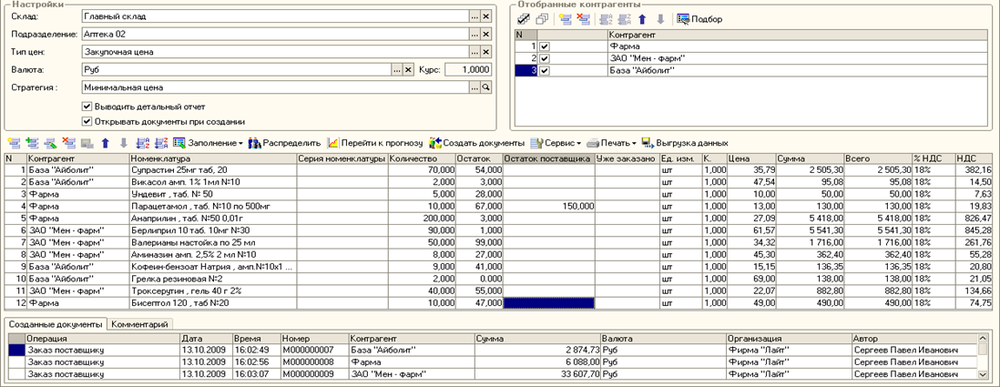 Настройки
Склад: Главный склад ... ×
Подразделение: Аптека 02 ... ×
Тип цен: Закупочная цена ... ×
Валюта: Руб ... × Курс: 1,0000
Стратегия : Минимальная цена ...
Выводить детальный отчет
Открывать документы при создании
Отобранные контрагенты
Подбор
N Контрагент
1 Фарма
2 ЗАО "Мен - фарм"
3 База "Айболит"
Заполнение Распределить Перейти к прогнозу Создать документы Сервис Печать Выгрузка данных
N Контрагент Номенклатура Серия номенклатуры Количество Остаток Остаток поставщика Уже заказано Ед. изм. К. Цена Сумма Всего % НДС НДС
1 База "Айболит" Супрастин 25мг таб, 20 70,000 54,000 шт 1,000 35,79 2 505,30 2 505,30 18% 382,16
2 База "Айболит" Викасол амп. 1% 1мл №10 2,000 3,000 шт 1,000 47,54 95,08 95,08 18% 14,50
3 Фарма Ундевит , таб. № 50 5,000 28,000 шт 1,000 10,00 50,00 50,00 18% 7,63
4 Фарма Парацетамол , таб. №10 по 500мг 10,000 67,000 150,000 шт 1,000 13,00 130,00 130,00 18% 19,83
5 Фарма Анаприлин , таб. №50 0,01г 200,000 3,000 шт 1,000 27,09 5 418,00 5 418,00 18% 826,47
6 ЗАО "Мен - фарм" Берлиприл 10 таб. 10мг №30 90,000 1,000 шт 1,000 61,57 5 541,30 5 541,30 18% 845,28
7 ЗАО "Мен - фарм" Валерианы настойка по 25 мл 50,000 99,000 шт 1,000 34,32 1 716,00 1 716,00 18% 261,76
8 ЗАО "Мен - фарм" Аминазин амп. 2,5% 2 мл №10 8,000 27,000 шт 1,000 45,30 362,40 362,40 18% 55,28
9 База "Айболит" Кофеин-бензоат Натрия , амп.№10х1 ... 9,000 41,000 шт 1,000 15,15 136,35 136,35 18% 20,80
10 База "Айболит" Грелка резиновая №2 2,000 0.000 шт 1,000 69,00 138,00 138,00 18% 21,05
11 ЗАО "Мен - фарм" Троксерутин , гель 40 г 2% 40,000 55,000 шт 1,000 22,07 882,80 882,80 18% 134,66
12 Фарма Бисептол 120 , таб №20 10,000 47,000 шт 1,000 49,00 490,00 490,00 18% 74,75
Созданные документы Комментарий
Операция Дата Время Номер Контрагент Сумма Валюта Организация Автор
Заказ поставщику 13.10.2009 16:02:49 М000000007 База "Айболит" 2 874,73 Руб Фирма "Лайт" Сергеев Павел Иванович
Заказ поставщику 13.10.2009 16:02:56 М000000008 Фарма 6 088,00 Руб Фирма "Лайт" Сергеев Павел Иванович
Заказ поставщику 13.10.2009 16:03:07 М000000009 ЗАО "Мен - фарм" 33 607,70 Руб Фирма "Лайт" Сергеев Павел Иванович